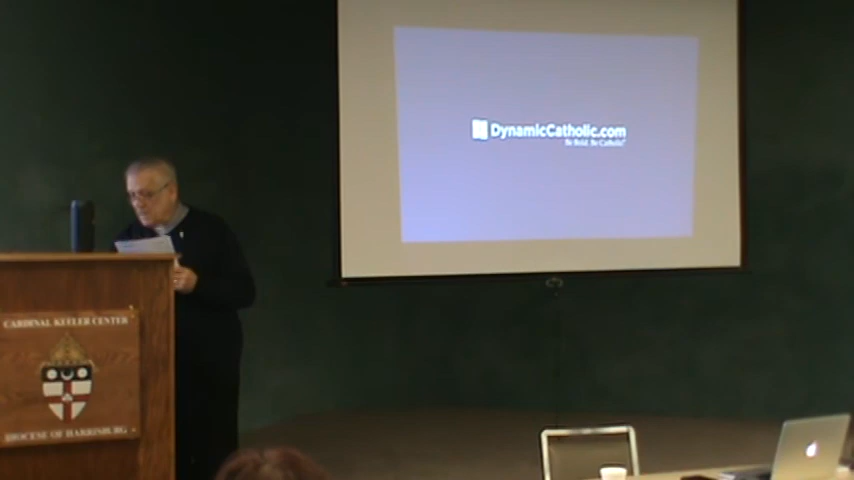 DynamicCatholic.com
Be Bold. Be Catholic.®
CARDINAL KEELER CENTER
DIOCESE OF HARRISBURG